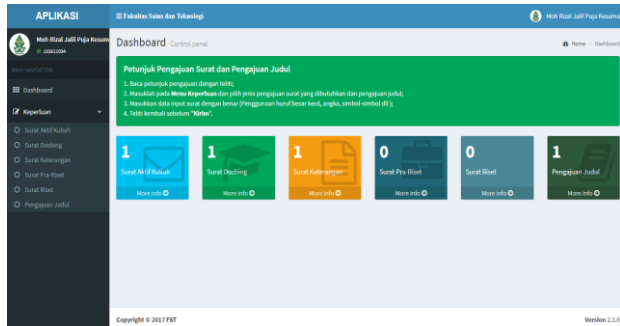 APLIKASI
Fakultas Sains dan Teknologi
Moh Rizal Jalil Puja Kesuma
Moh Rizal Jalil Puja Kesum
Dashboard Control panel
Home > Dashboard
Dashboard
Keperluan
Surat Aktif Kuliah
Surat Dosbing
Surat Keterangan
Surat Pra-Riset
Surat Riset
Pengajuan Judul
Petunjuk Pengajuan Surat dan Pengajuan Judul
1. Baca petunjuk pengajuan dengan teliti;
2. Masuklah pada Menu Keperluan dan pilih jenis pengajuan surat yang dibutuhkan dan pengajuan judul;
3. Masukkan data input surat dengan benar (Penggunaan huruf besar kecil, angka, simbol-simbol dll );
4. Teliti kembali sebelum "Kirim".
1
Surat Aktif Kuliah
More info
1
Surat Dosbing
More info
1
Surat Keterangan
More info
0
Surat Pra-Riset
More info
0
Surat Riset
More info
1
Pengajuan Judul
More info
Copyright © 2017 FST
Version 2.3.8